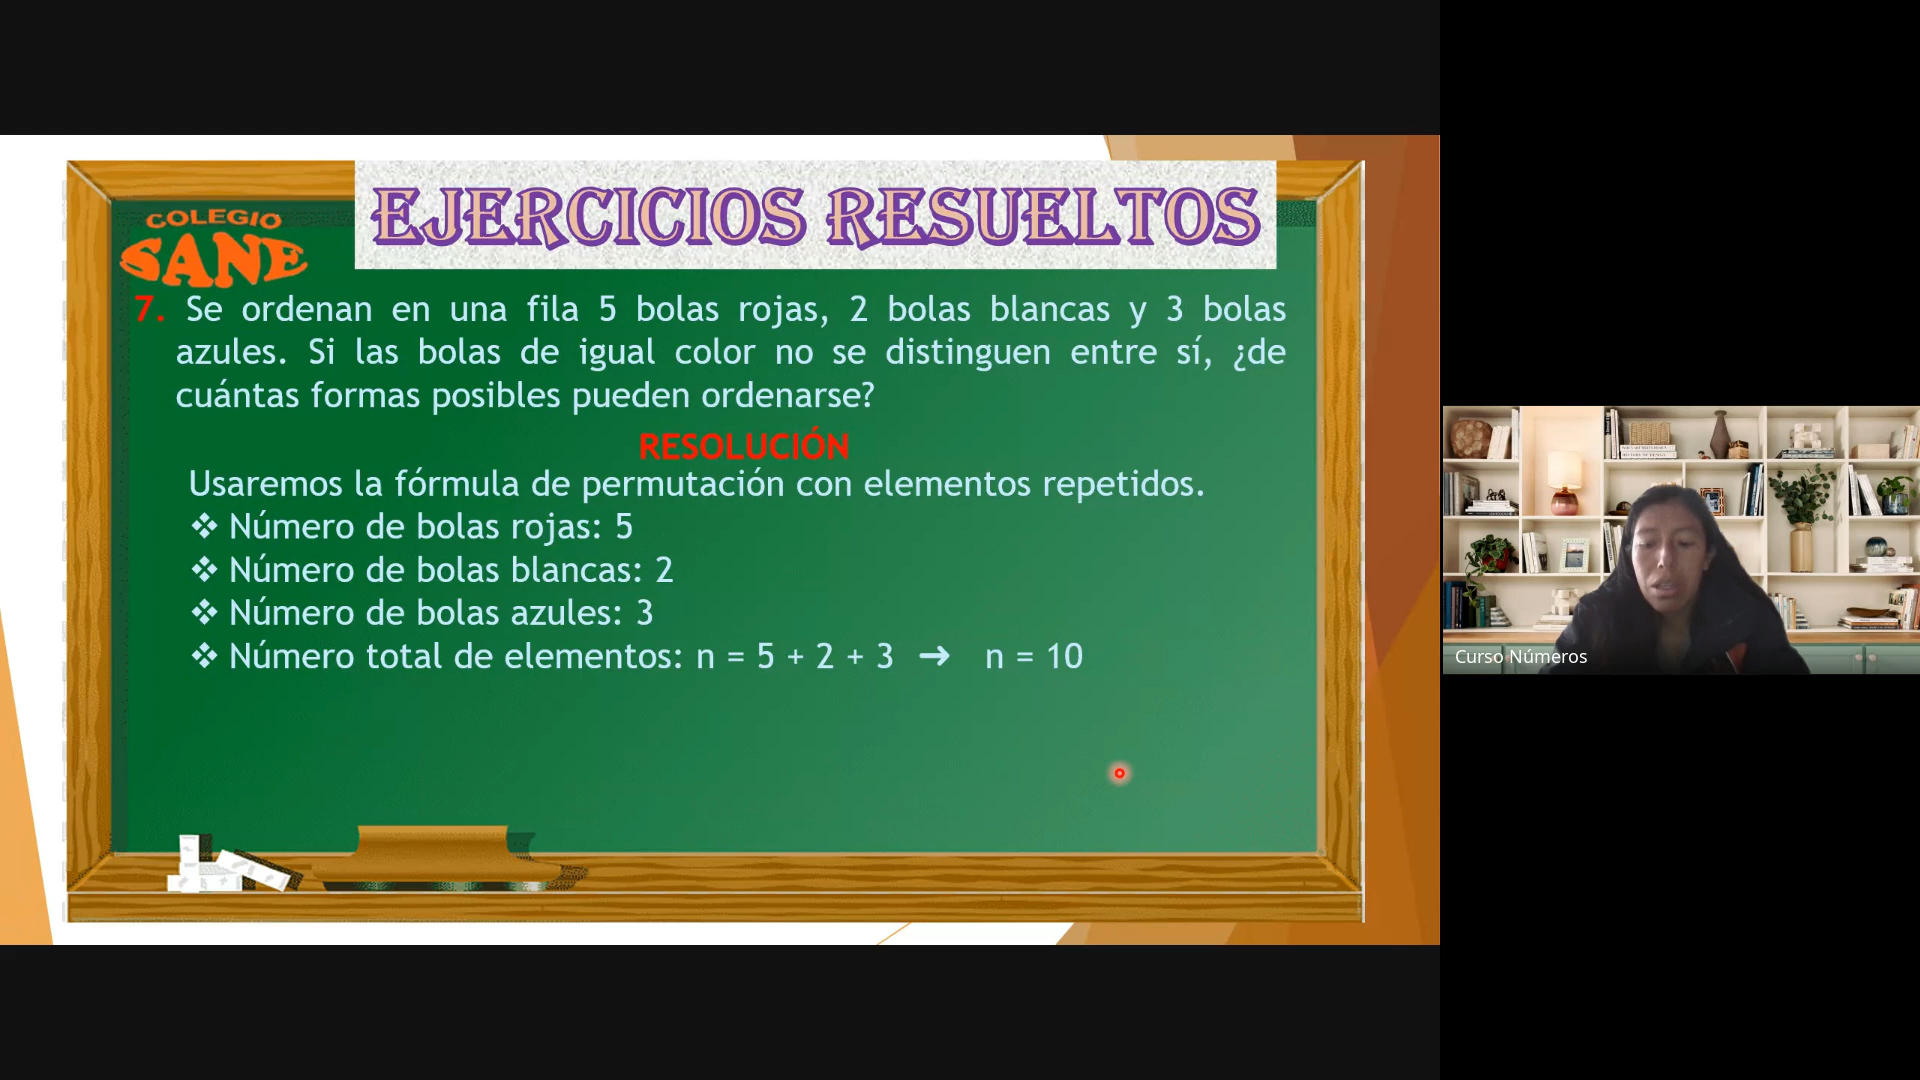 EJERCICIOS RESUELTOS
COLEGIO
SANE
7. Se ordenan en una fila 5 bolas rojas, 2 bolas blancas y 3 bolas
azules. Si las bolas de igual color no se distinguen entre sí, ¿de
cuántas formas posibles pueden ordenarse?
RESOLUCIÓN
Usaremos la fórmula de permutación con elementos repetidos.
❖ Número de bolas rojas: 5
❖ Número de bolas blancas: 2
❖ Número de bolas azules: 3
❖ Número total de elementos: n = 5 + 2 + 3 → n = 10
Curso Números